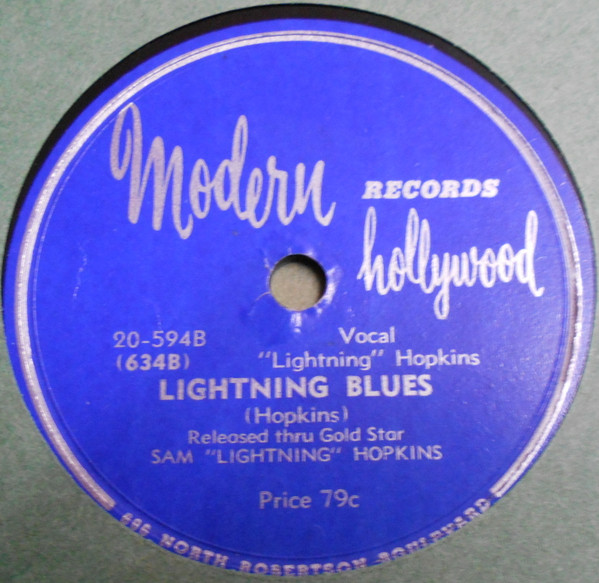 Modern
RECORDS
hollywood
20-594B
(634B)
Vocal
"Lightning" Hopkins
LIGHTNING BLUES
(Hopkins)
Released thru Gold Star
SAM "LIGHTNING" HOPKINS
Price 79c
NORTH ROBERTSON BOULEVARD